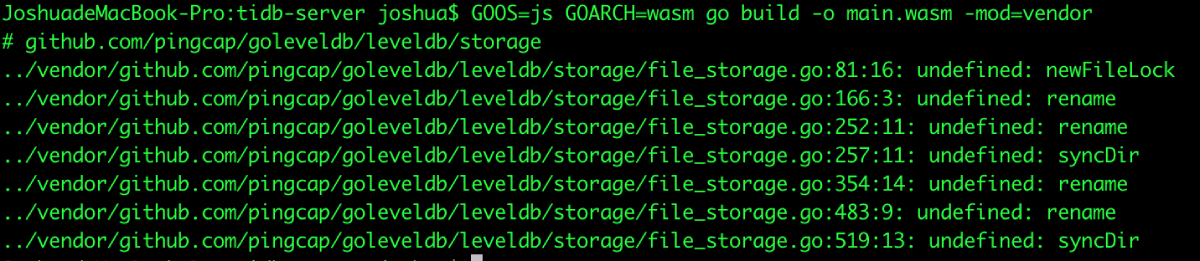 JoshuadeMacBook-Pro:tidb-server joshua$ GOOS=js GOARCH=wasm go build -o main.wasm -mod=vendor
# github.com/pingcap/goleveldb/leveldb/storage
../vendor/github.com/pingcap/goleveldb/leveldb/storage/file_storage.go:81:16: undefined: newFileLock
../vendor/github.com/pingcap/goleveldb/leveldb/storage/file_storage.go:166:3: undefined: rename
../vendor/github.com/pingcap/goleveldb/leveldb/storage/file_storage.go:252:11: undefined: rename
../vendor/github.com/pingcap/goleveldb/leveldb/storage/file_storage.go:257:11: undefined: syncDir
../vendor/github.com/pingcap/goleveldb/leveldb/storage/file_storage.go:354:14: undefined: rename
../vendor/github.com/pingcap/goleveldb/leveldb/storage/file_storage.go:483:9: undefined: rename
../vendor/github.com/pingcap/goleveldb/leveldb/storage/file_storage.go:519:13: undefined: syncDir